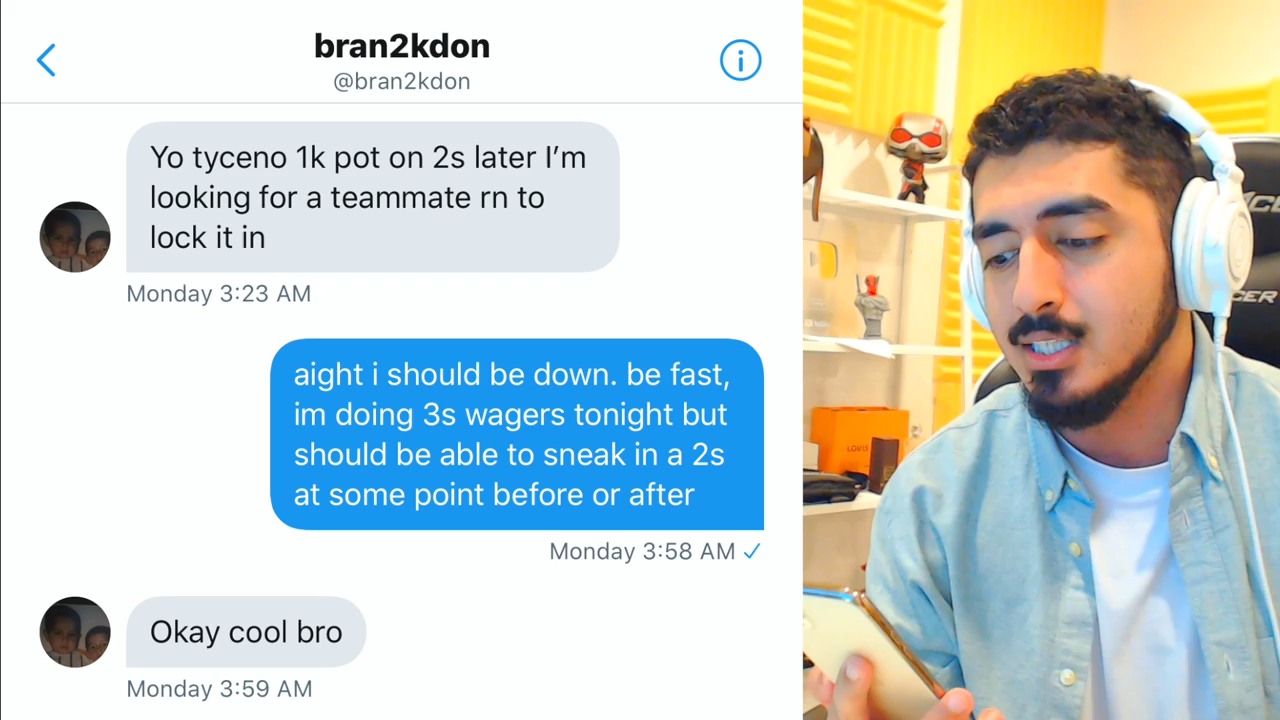 bran2kdon
@bran2kdon
Yo tyceno 1k pot on 2s later I’m
looking for a teammate rn to
lock it in
Monday 3:23 AM
aight i should be down. be fast,
im doing 3s wagers tonight but
should be able to sneak in a 2s
at some point before or after
Monday 3:58 AM
Okay cool bro
Monday 3:59 AM
LOUIS
CER